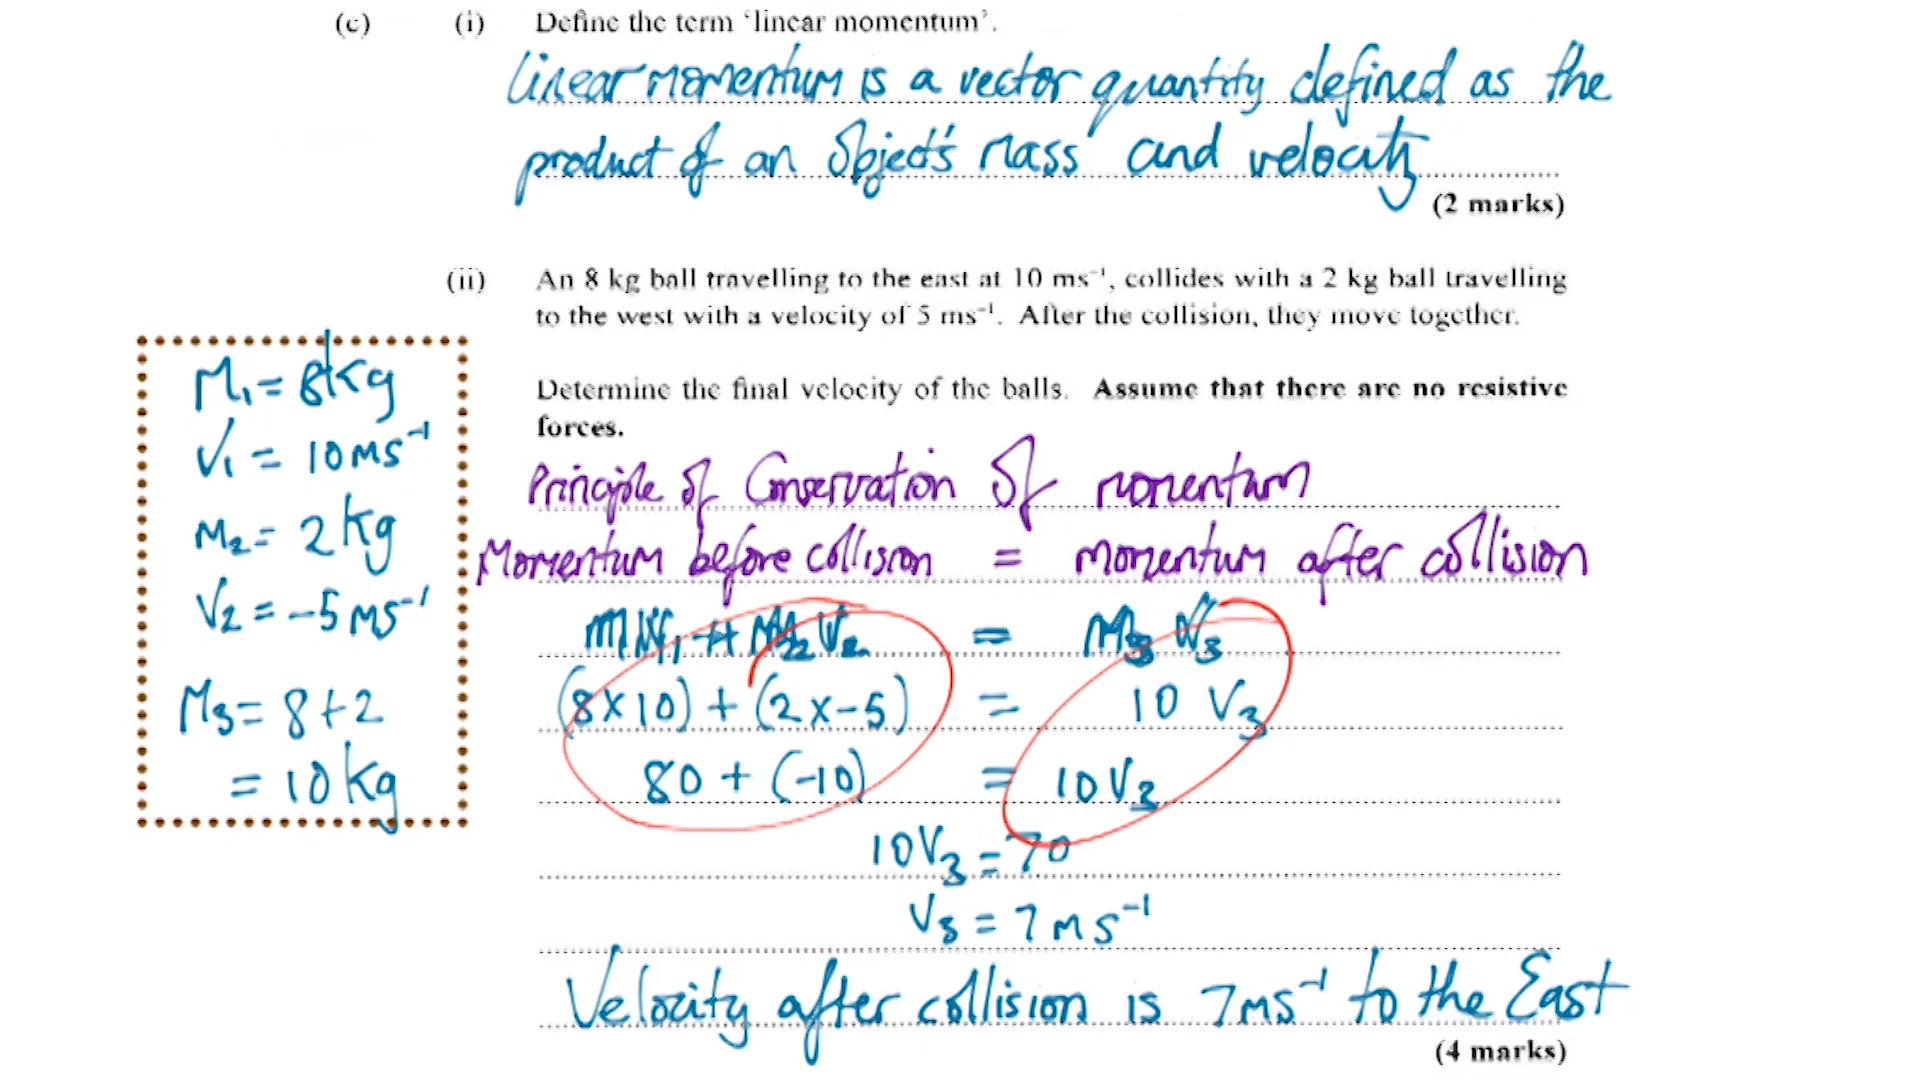 (c) (i) Define the term ‘linear momentum’.
Linear momentum is a vector quantity defined as the
product of an object's mass and velocity
(2 marks)
(ii) An 8 kg ball travelling to the east at 10 ms⁻¹, collides with a 2 kg ball travelling
to the west with a velocity of 5 ms⁻¹. After the collision, they move together.
Determine the final velocity of the balls. Assume that there are no resistive
forces.
M₁ = 8kg
V₁ = 10ms⁻¹
M₂ = 2kg
V₂ = -5ms⁻¹
M₃ = 8+2
= 10kg
Principle of Conservation of momentum
Momentum before collision = momentum after collision
M₁V₁ + M₂V₂ = M₃V₃
(8×10) + (2×-5) = 10 V₃
80 + (-10) = 10V₃
10V₃ = 70
V₃ = 7ms⁻¹
Velocity after collision is 7ms⁻¹ to the East
(4 marks)